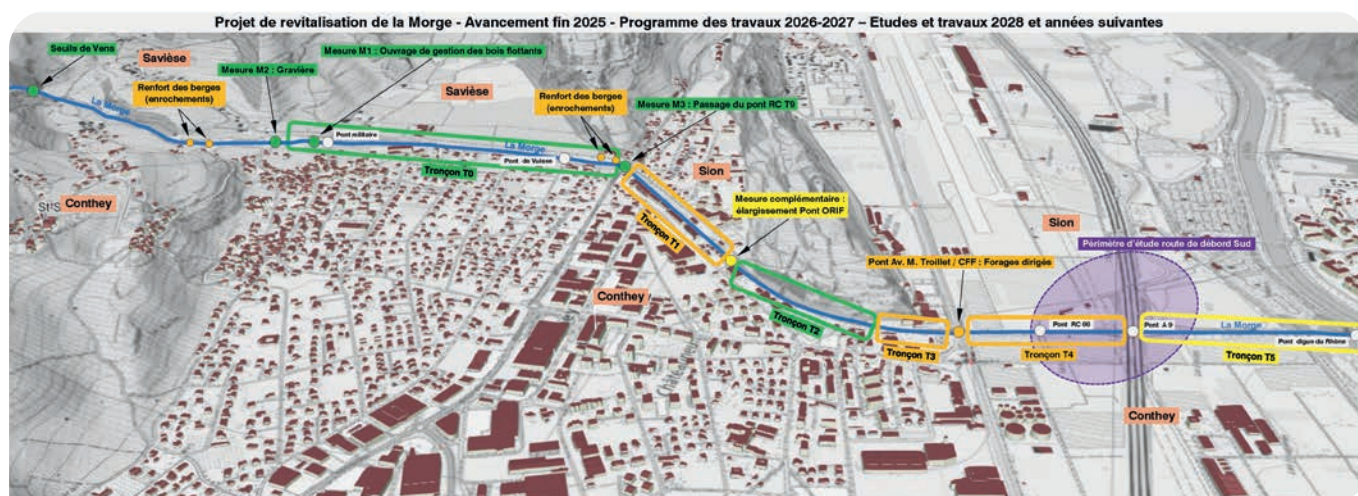 Projet de revitalisation de la Morge - Avancement fin 2025 - Programme des travaux 2026-2027 – Etudes et travaux 2028 et années suivantes
Seuils de Vens
Savièse
Mesure M1 : Ouvrage de gestion des bois flottants
Mesure M2 : Gravière
Renfort des berges
(enrochements)
Savièse
Renfort des berges
(enrochements)
Mesure M3 : Passage du pont RC T9
La Morge
Pont militaire
La Morge
Pont de Vuisse
Tronçon T0
Sion
Conthey
Mesure complémentaire :
élargissement Pont ORIF
Tronçon T1
Sion
Périmètre d'étude route de débord Sud
Pont Av. M. Troillet / CFF : Forages dirigés
Conthey
Tronçon T2
Tronçon T3
Tronçon T4
Pont A 9
La Morge
Pont digue du Rhône
Tronçon T5
Conthey